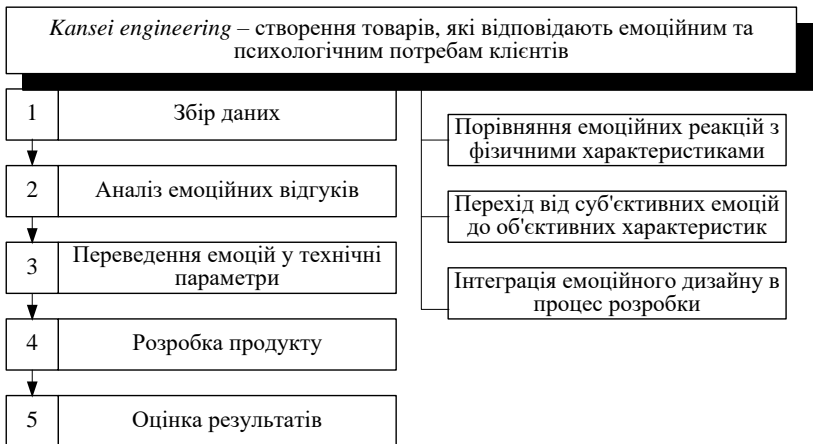 Kansei engineering – створення товарів, які відповідають емоційним та
психологічним потребам клієнтів
1 Збір даних
2 Аналіз емоційних відгуків
3 Переведення емоцій у технічні
параметри
4 Розробка продукту
5 Оцінка результатів
Порівняння емоційних реакцій з
фізичними характеристиками
Перехід від суб'єктивних емоцій
до об'єктивних характеристик
Інтеграція емоційного дизайну в
процес розробки